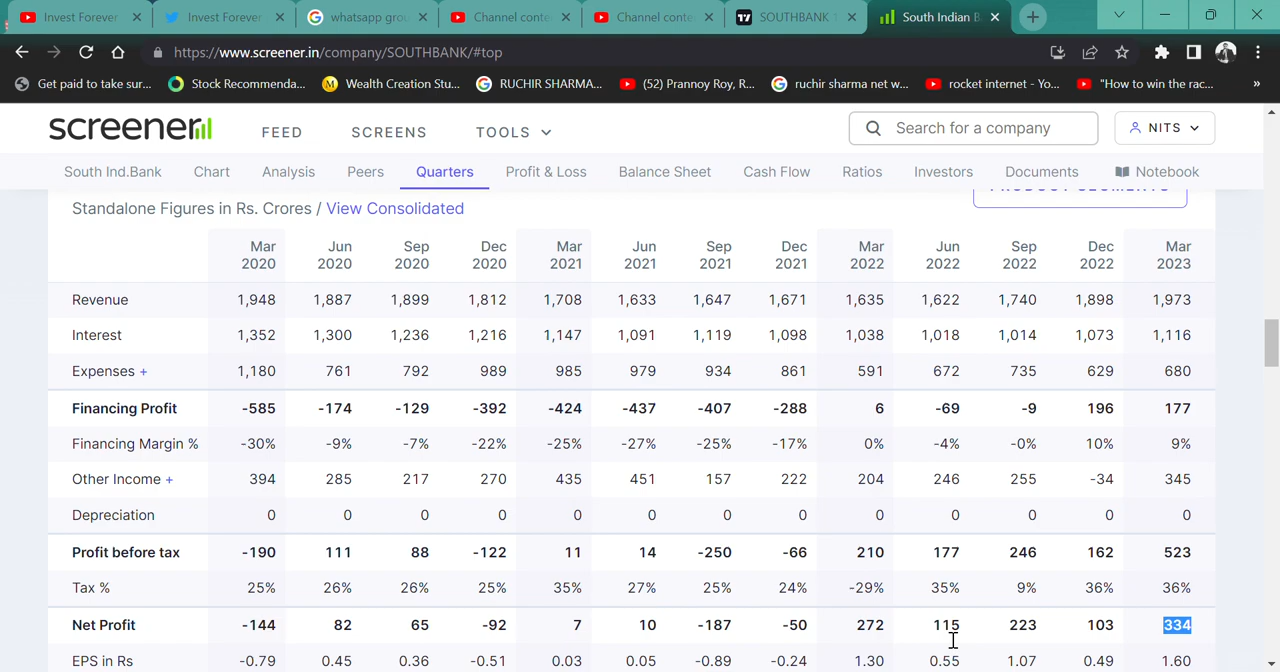 Invest Forever
Invest Forever
whatsapp grou
Channel conte
Channel conte
SOUTHBANK
South Indian B
https://www.screener.in/company/SOUTHBANK/#top
Get paid to take sur...
Stock Recommenda...
Wealth Creation Stu...
RUCHIR SHARMA...
(52) Prannoy Roy, R...
ruchir sharma net w...
rocket internet - Yo...
"How to win the rac...
»
screener
FEED
SCREENS
TOOLS
Search for a company
NITS
South Ind.Bank
Chart
Analysis
Peers
Quarters
Profit & Loss
Balance Sheet
Cash Flow
Ratios
Investors
Documents
Notebook
PRODUCT SEGMENTS
Standalone Figures in Rs. Crores / View Consolidated
Mar 2020 Jun 2020 Sep 2020 Dec 2020 Mar 2021 Jun 2021 Sep 2021 Dec 2021 Mar 2022 Jun 2022 Sep 2022 Dec 2022 Mar 2023
Revenue 1,948 1,887 1,899 1,812 1,708 1,633 1,647 1,671 1,635 1,622 1,740 1,898 1,973
Interest 1,352 1,300 1,236 1,216 1,147 1,091 1,119 1,098 1,038 1,018 1,014 1,073 1,116
Expenses + 1,180 761 792 989 985 979 934 861 591 672 735 629 680
Financing Profit -585 -174 -129 -392 -424 -437 -407 -288 6 -69 -9 196 177
Financing Margin % -30% -9% -7% -22% -25% -27% -25% -17% 0% -4% -0% 10% 9%
Other Income + 394 285 217 270 435 451 157 222 204 246 255 -34 345
Depreciation 0 0 0 0 0 0 0 0 0 0 0 0 0
Profit before tax -190 111 88 -122 11 14 -250 -66 210 177 246 162 523
Tax % 25% 26% 26% 25% 35% 27% 25% 24% -29% 35% 9% 36% 36%
Net Profit -144 82 65 -92 7 10 -187 -50 272 115 223 103 334
EPS in Rs -0.79 0.45 0.36 -0.51 0.03 0.05 -0.89 -0.24 1.30 0.55 1.07 0.49 1.60